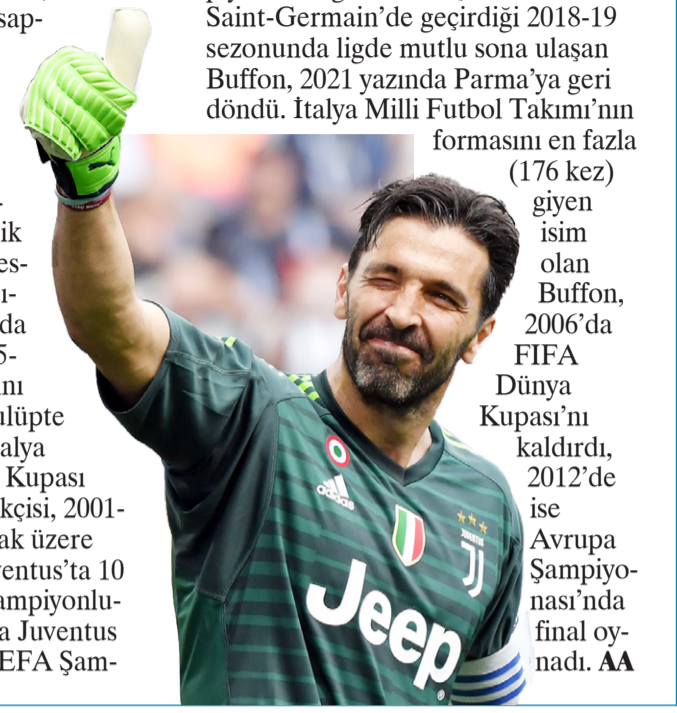 sap-
ik
es-
ı-
da
5-
nı
ulüpte
alya
Kupası
kçisi, 2001-
ak üzere
ventus'ta 10
ampiyonlu-
a Juventus
EFA Şam-
Saint-Germain'de geçirdiği 2018-19
sezonunda ligde mutlu sona ulaşan
Buffon, 2021 yazında Parma'ya geri
döndü. İtalya Milli Futbol Takımı'nın
formasını en fazla
(176 kez)
giyen
isim
olan
Buffon,
2006'da
FIFA
Dünya
Kupası'nı
kaldırdı,
2012'de
ise
Avrupa
Şampiyo-
nası'nda
final oy-
nadı. AA
adidas
JUVENTUS
Jeep